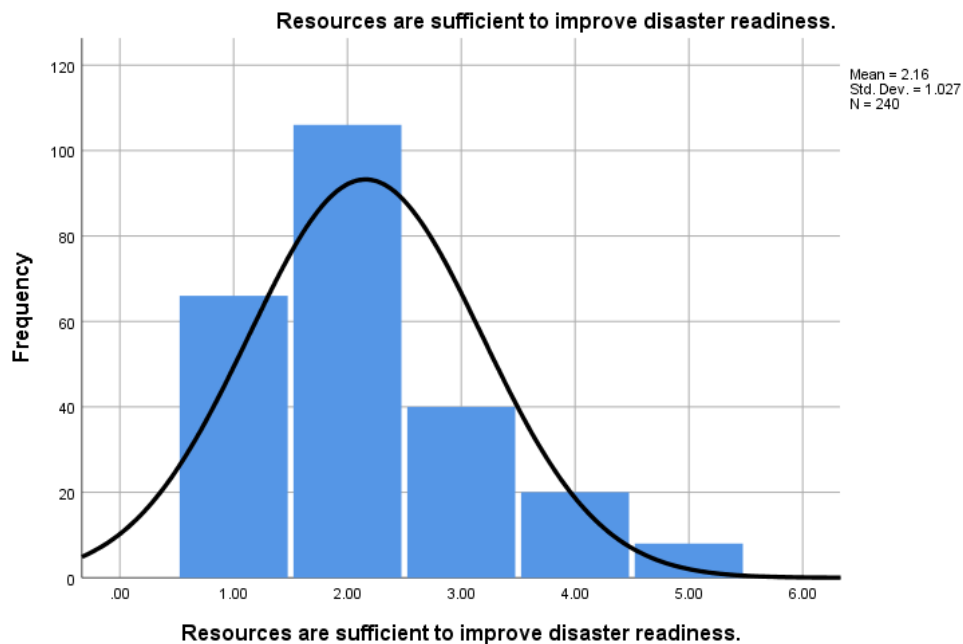 Resources are sufficient to improve disaster readiness.
Mean = 2.16
Std. Dev. = 1.027
N = 240
120
100
80
60
40
20
0
Frequency
.00 1.00 2.00 3.00 4.00 5.00 6.00
Resources are sufficient to improve disaster readiness.